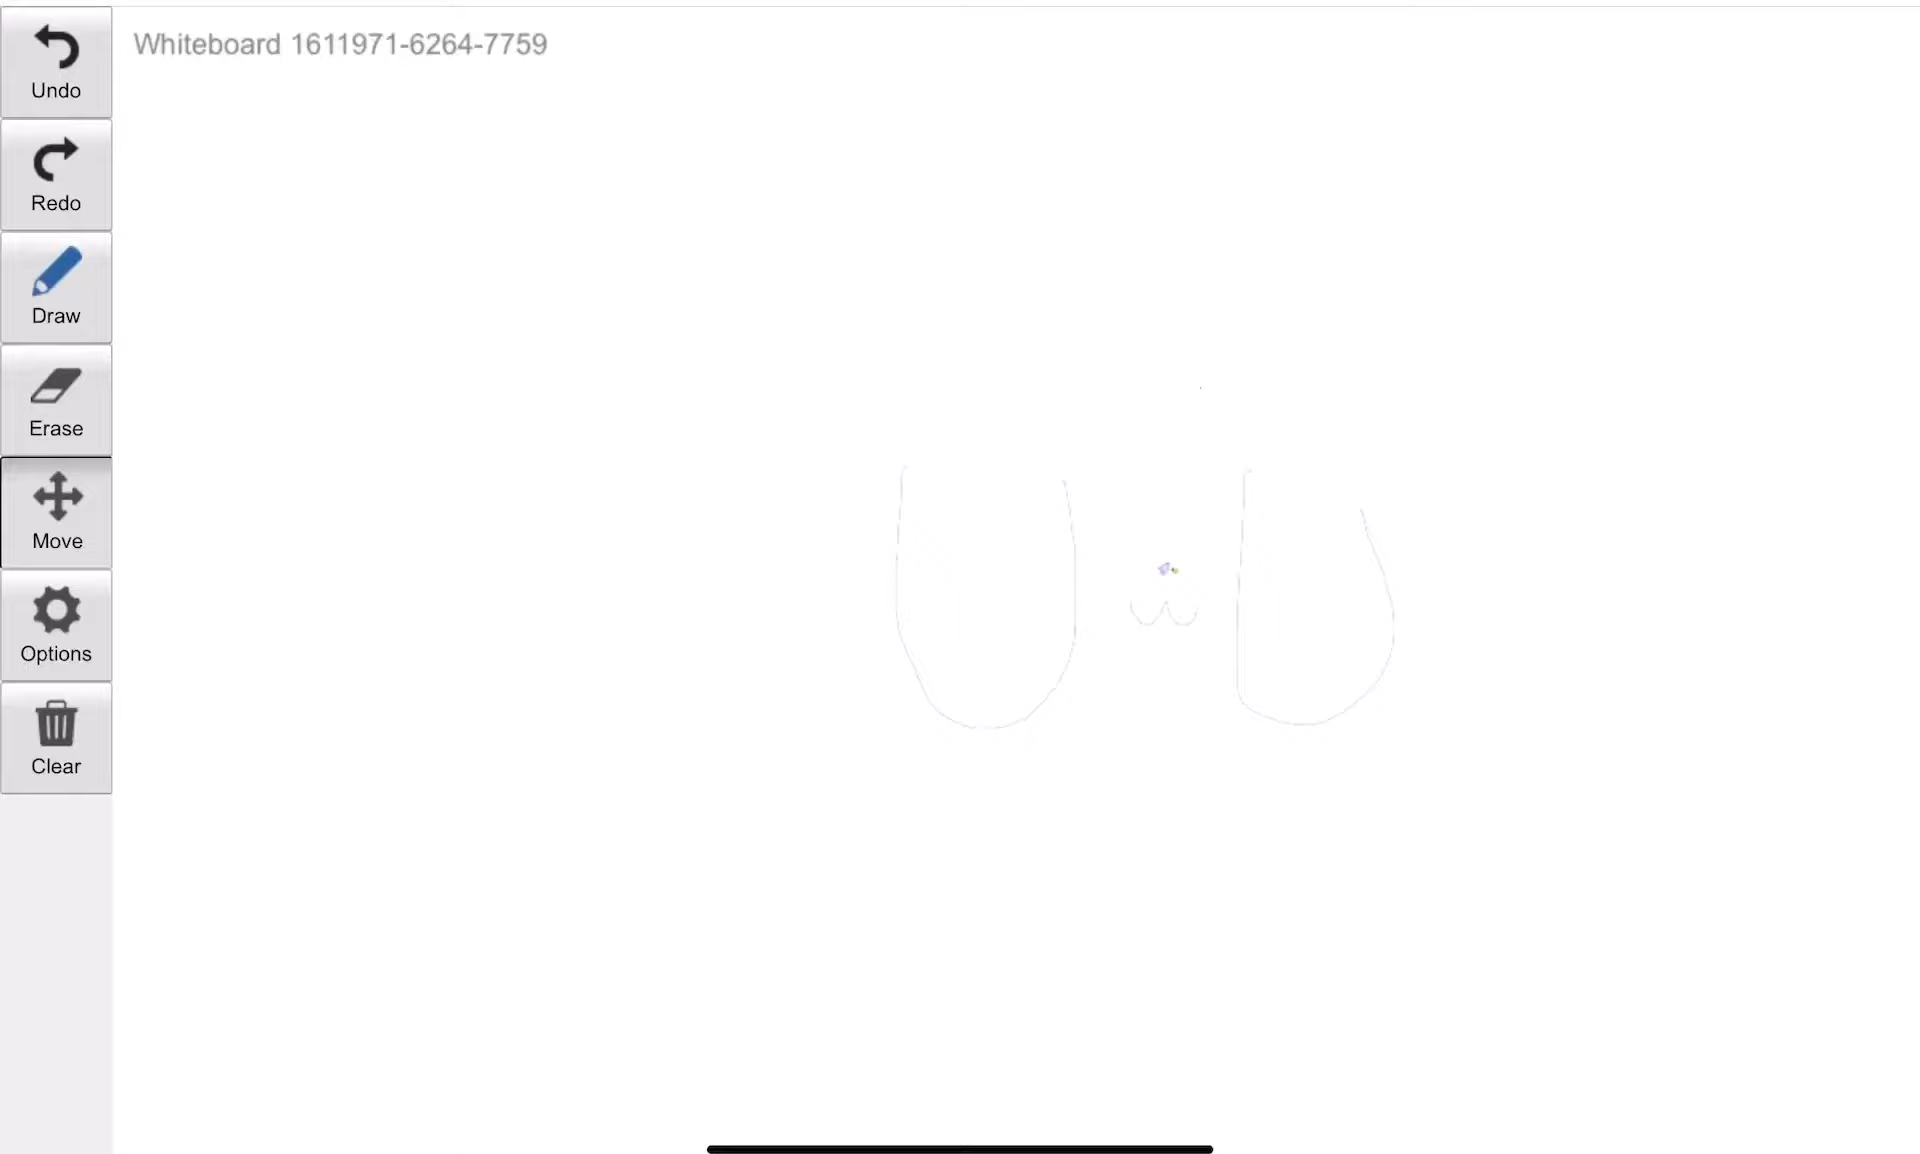 Whiteboard 1611971-6264-7759
Undo
Redo
Draw
Erase
Move
Options
Clear